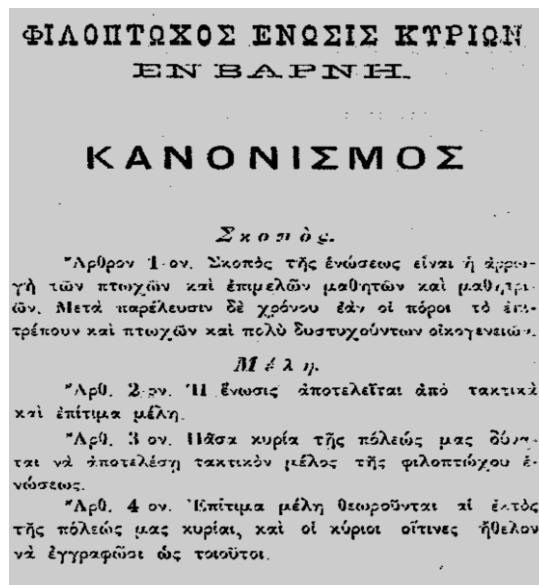 ΦΙΛΟΠΤΩΧΟΣ ΕΝΩΣΙΣ ΚΥΡΙΩΝ
ΕΝ ΒΑΡΝΗ.
ΚΑΝΟΝΙΣΜΟΣ
Σκοπὸς.
Ἄρθρον 1 ον. Σκοπὸς τῆς ἑνώσεως εἶναι ἡ ἀρρω-
γὴ τῶν πτωχῶν καὶ ἐπιμελῶν μαθητῶν καὶ μαθητρι-
ῶν. Μετὰ παρέλευσιν δὲ χρόνου ἐὰν οἱ πόροι τὸ ἐπι-
τρέπουν καὶ πτωχῶν καὶ πολὺ δυστυχούντων οἰκογενειῶν.
Μέλη.
Ἄρθ. 2 ον. Ἡ ἕνωσις ἀποτελεῖται ἀπὸ τακτικὰ
καὶ ἐπίτιμα μέλη.
Ἄρθ. 3 ον. Πᾶσα κυρία τῆς πόλεώς μας δύνα-
ται νὰ ἀποτελέσῃ τακτικὸν μέλος τῆς φιλοπτώχου ἑ-
νώσεως.
Ἄρθ. 4 ον. Ἐπίτιμα μέλη θεωροῦνται αἱ ἐκτὸς
τῆς πόλεώς μας κυρίαι, καὶ οἱ κύριοι οἵτινες ἤθελον
νὰ ἐγγραφῶσι ὡς τοιοῦτοι.